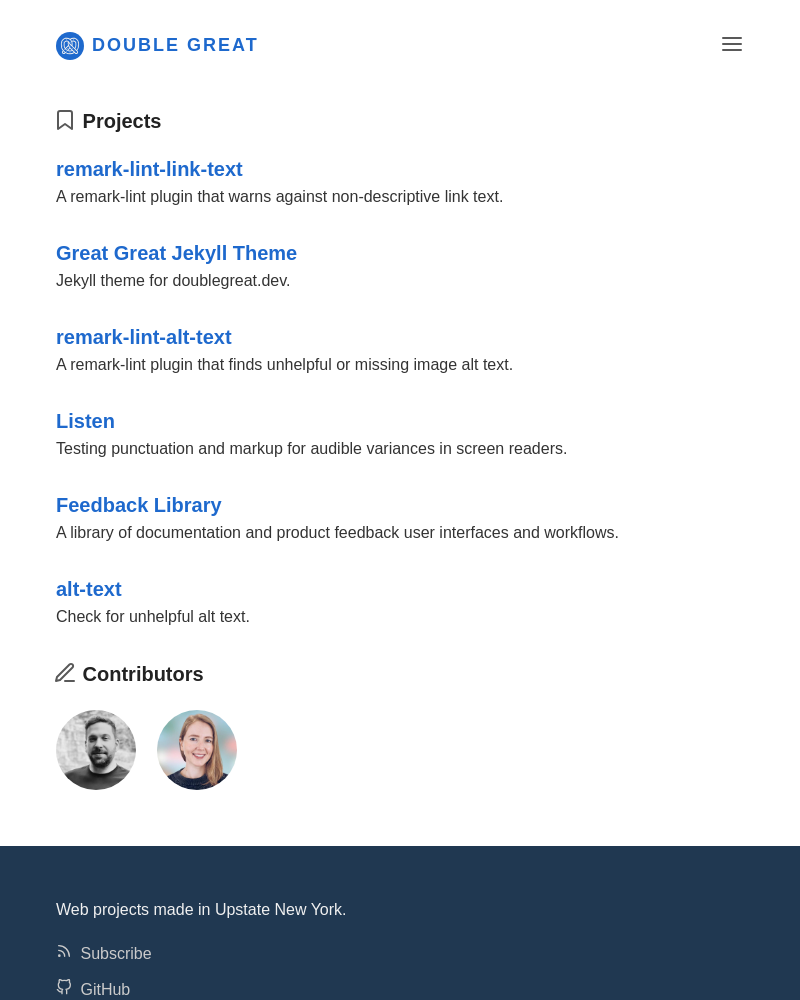 DOUBLE GREAT
Projects
remark-lint-link-text
A remark-lint plugin that warns against non-descriptive link text.
Great Great Jekyll Theme
Jekyll theme for doublegreat.dev.
remark-lint-alt-text
A remark-lint plugin that finds unhelpful or missing image alt text.
Listen
Testing punctuation and markup for audible variances in screen readers.
Feedback Library
A library of documentation and product feedback user interfaces and workflows.
alt-text
Check for unhelpful alt text.
Contributors
Web projects made in Upstate New York.
Subscribe
GitHub